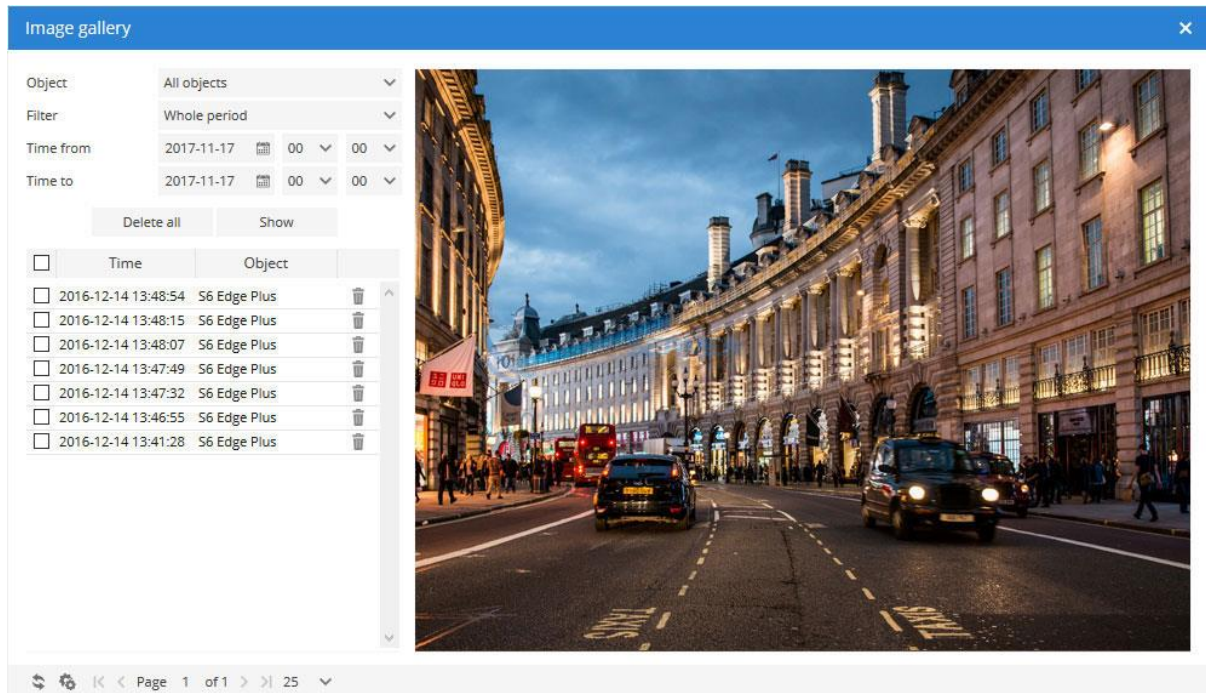 Image gallery
Object All objects
Filter Whole period
Time from 2017-11-17 00 00
Time to 2017-11-17 00 00
Delete all Show
Time Object
2016-12-14 13:48:54 S6 Edge Plus
2016-12-14 13:48:15 S6 Edge Plus
2016-12-14 13:48:07 S6 Edge Plus
2016-12-14 13:47:49 S6 Edge Plus
2016-12-14 13:47:32 S6 Edge Plus
2016-12-14 13:46:55 S6 Edge Plus
2016-12-14 13:41:28 S6 Edge Plus
UNI
QLO
TAXIS
TAXIS
Page 1 of 1 25